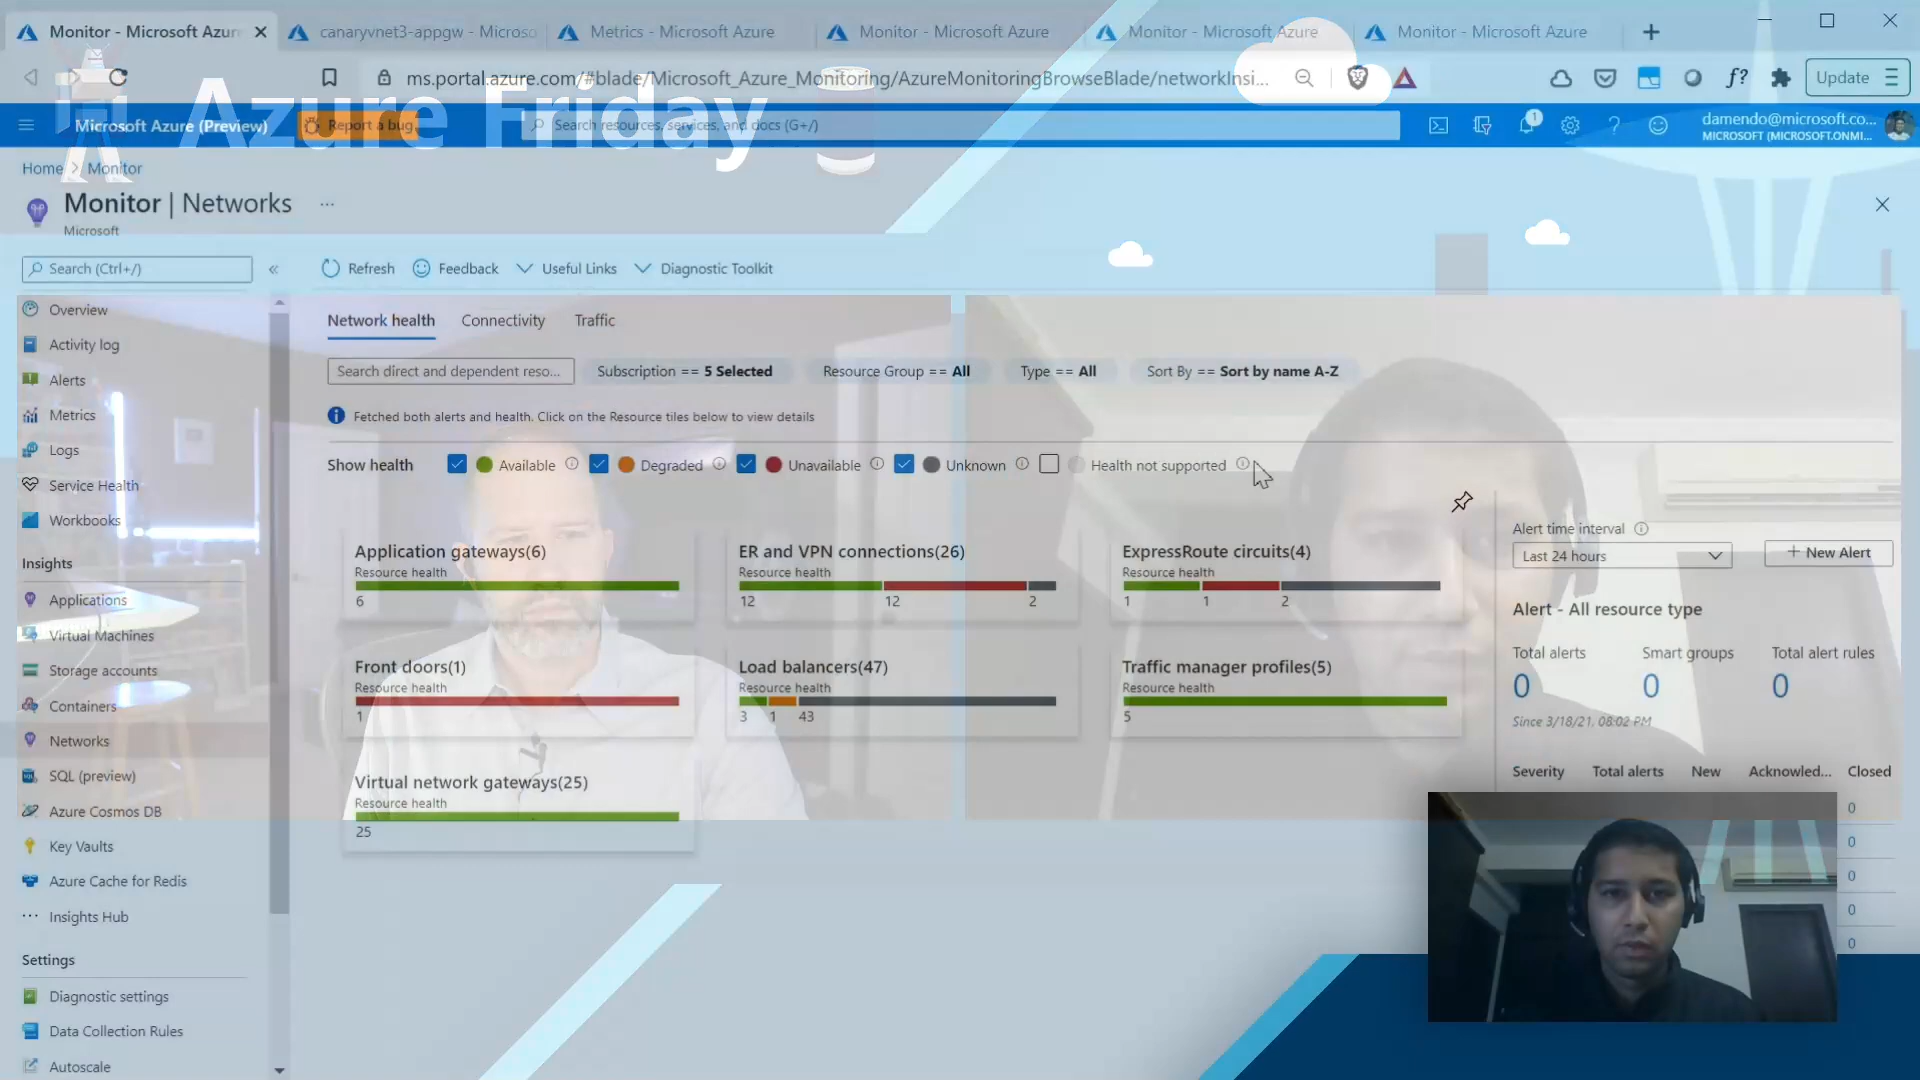 Monitor - Microsoft Azur
canaryvnet3-appgw - Microso
Metrics - Microsoft Azure
Monitor - Microsoft Azure
Monitor - Microsoft Azure
Monitor - Microsoft Azure
ms.portal.azure.com/#blade/Microsoft_Azure_Monitoring/AzureMonitoringBrowseBlade/networkInsi...
f?
Update
Azure Friday
Microsoft Azure (Preview)
Report a bug
Search resources, services, and docs (G+/)
1
damendo@microsoft.co...
MICROSOFT (MICROSOFT.ONMI...
Home > Monitor
Monitor | Networks
...
Microsoft
Search (Ctrl+/)
«
Refresh
Feedback
Useful Links
Diagnostic Toolkit
Overview
Activity log
Alerts
Metrics
Logs
Service Health
Workbooks
Insights
Applications
Virtual Machines
Storage accounts
Containers
Networks
SQL (preview)
Azure Cosmos DB
Key Vaults
Azure Cache for Redis
Insights Hub
Settings
Diagnostic settings
Data Collection Rules
Autoscale
Network health
Connectivity
Traffic
Search direct and dependent reso...
Subscription == 5 Selected
Resource Group == All
Type == All
Sort By == Sort by name A-Z
Fetched both alerts and health. Click on the Resource tiles below to view details
Show health
Available
Degraded
Unavailable
Unknown
Health not supported
Application gateways(6)
Resource health
6
ER and VPN connections(26)
Resource health
12 12 2
ExpressRoute circuits(4)
Resource health
1 1 2
Front doors(1)
Resource health
1
Load balancers(47)
Resource health
3 1 43
Traffic manager profiles(5)
Resource health
5
Virtual network gateways(25)
Resource health
25
Alert time interval
Last 24 hours
+ New Alert
Alert - All resource type
Total alerts Smart groups Total alert rules
0 0 0
Since 3/18/21, 08:02 PM
Severity Total alerts New Acknowled... Closed
0
0
0
0
0